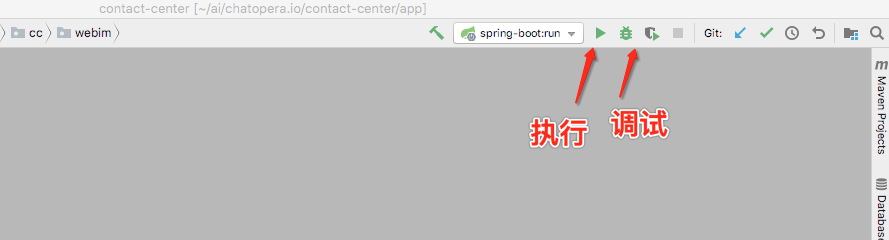 contact-center [~/ai/chatopera.io/contact-center/app]
cc webim spring-boot:run Git:
执行 调试
m Maven Projects
Database